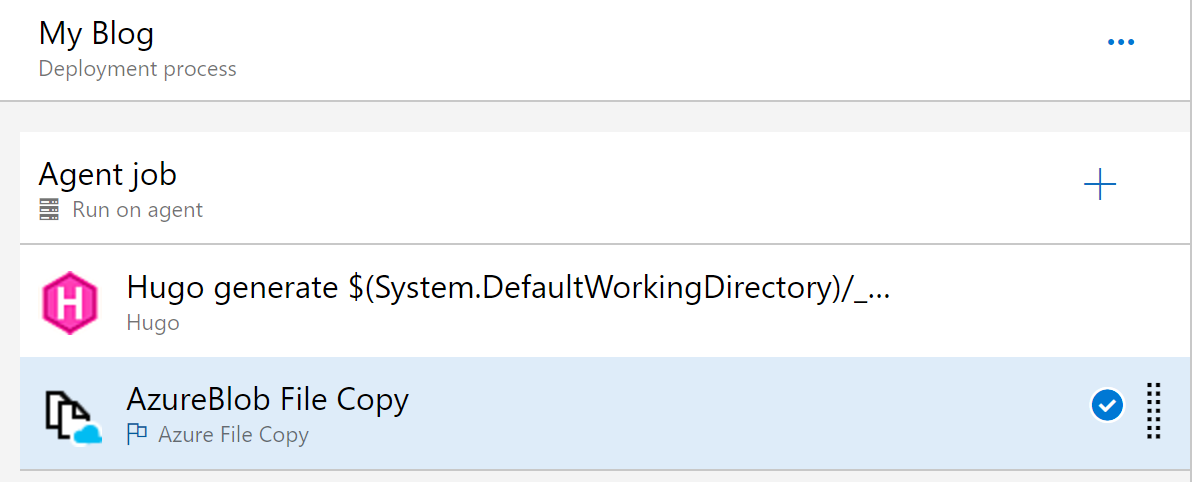 My Blog
Deployment process
Agent job
Run on agent
H
Hugo generate $(System.DefaultWorkingDirectory)/_...
Hugo
AzureBlob File Copy
Azure File Copy